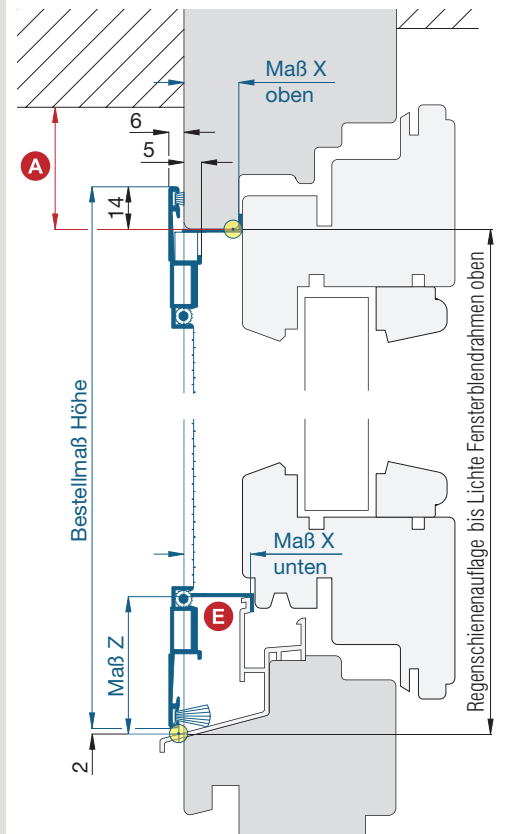 Maß X
oben
6
5
A
14
Bestellmaß Höhe
Regenschienenauflage bis Lichte Fensterblendrahmen oben
Maß X
unten
E
Maß Z
2